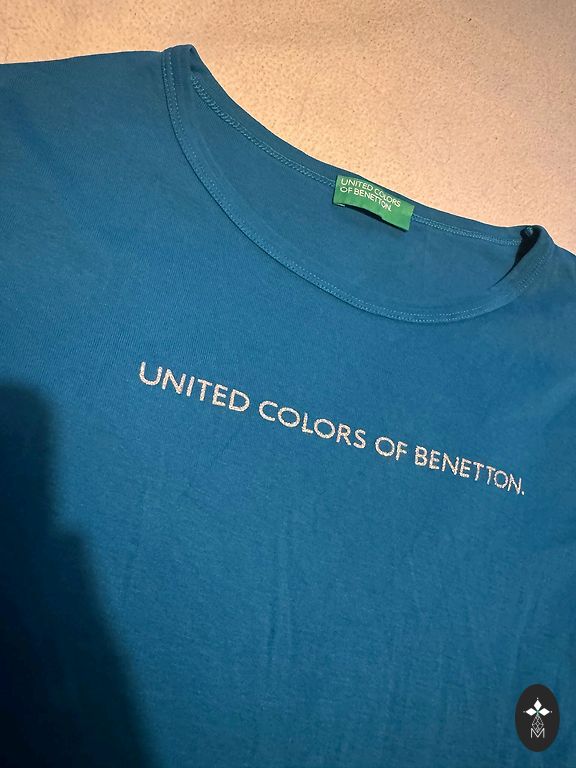 UNITED COLORS
OF BENETTON.
UNITED COLORS OF BENETTON.
M